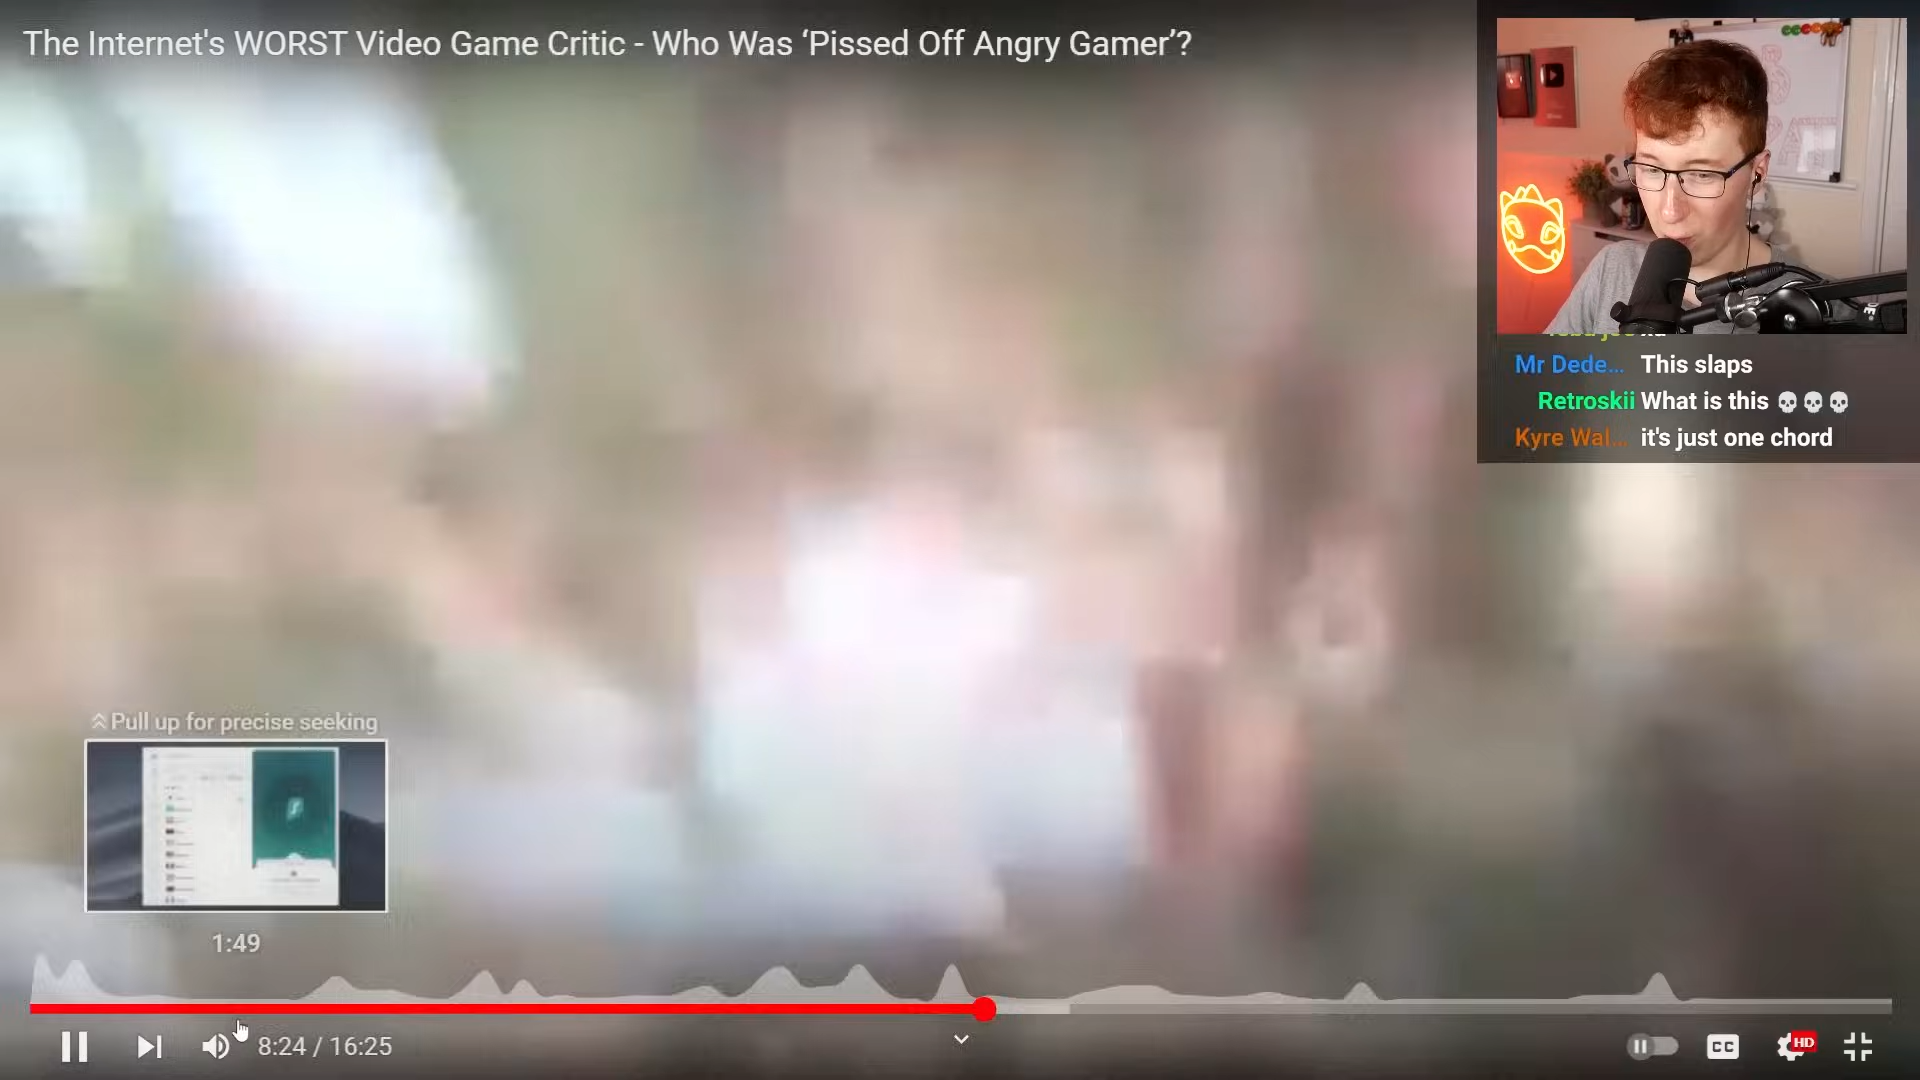 The Internet's WORST Video Game Critic - Who Was ‘Pissed Off Angry Gamer’?
Mr Dede... This slaps
Retroskii What is this 💀💀💀
Kyre Wal... it's just one chord
Pull up for precise seeking
1:49
8:24 / 16:25
CC
HD